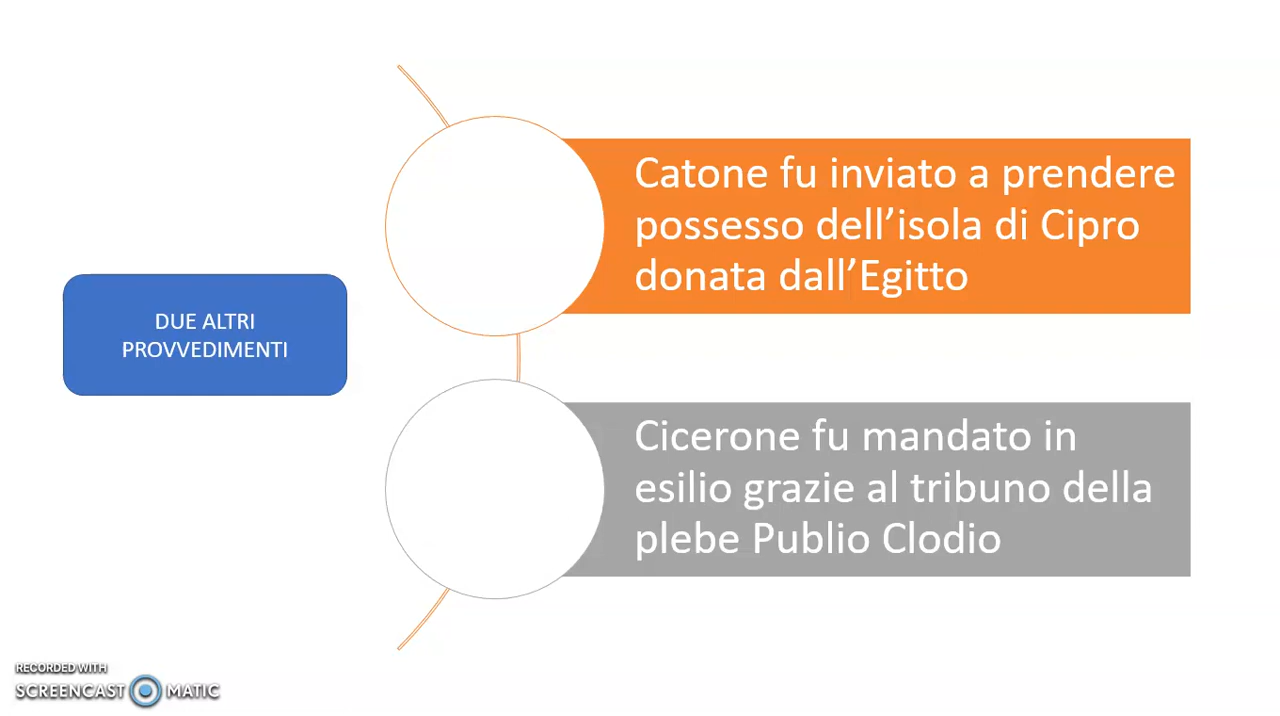 DUE ALTRI
PROVVEDIMENTI
Catone fu inviato a prendere
possesso dell’isola di Cipro
donata dall’Egitto
Cicerone fu mandato in
esilio grazie al tribuno della
plebe Publio Clodio
RECORDED WITH
SCREENCAST MATIC